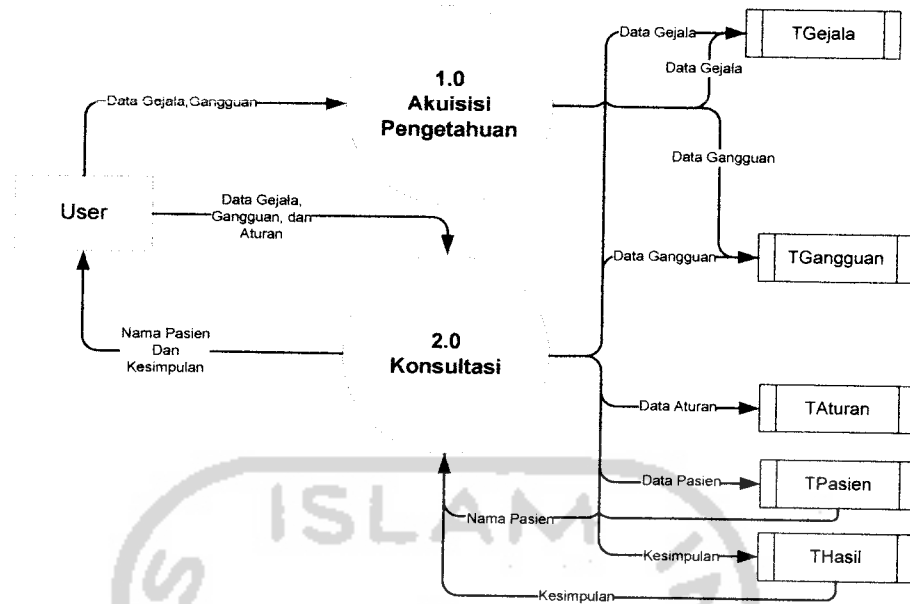 Data Gejala
TGejala
1.0
Akuisisi
Pengetahuan
Data Gejala
Data Gejala,Gangguan
Data Gangguan
User
Data Gejala,
Gangguan, dan
Aturan
Data Gangguan
TGangguan
Nama Pasien
Dan
Kesimpulan
2.0
Konsultasi
Data Aturan
TAturan
Data Pasien
TPasien
Nama Pasien
ISLAM
Kesimpulan
THasil
Kesimpulan